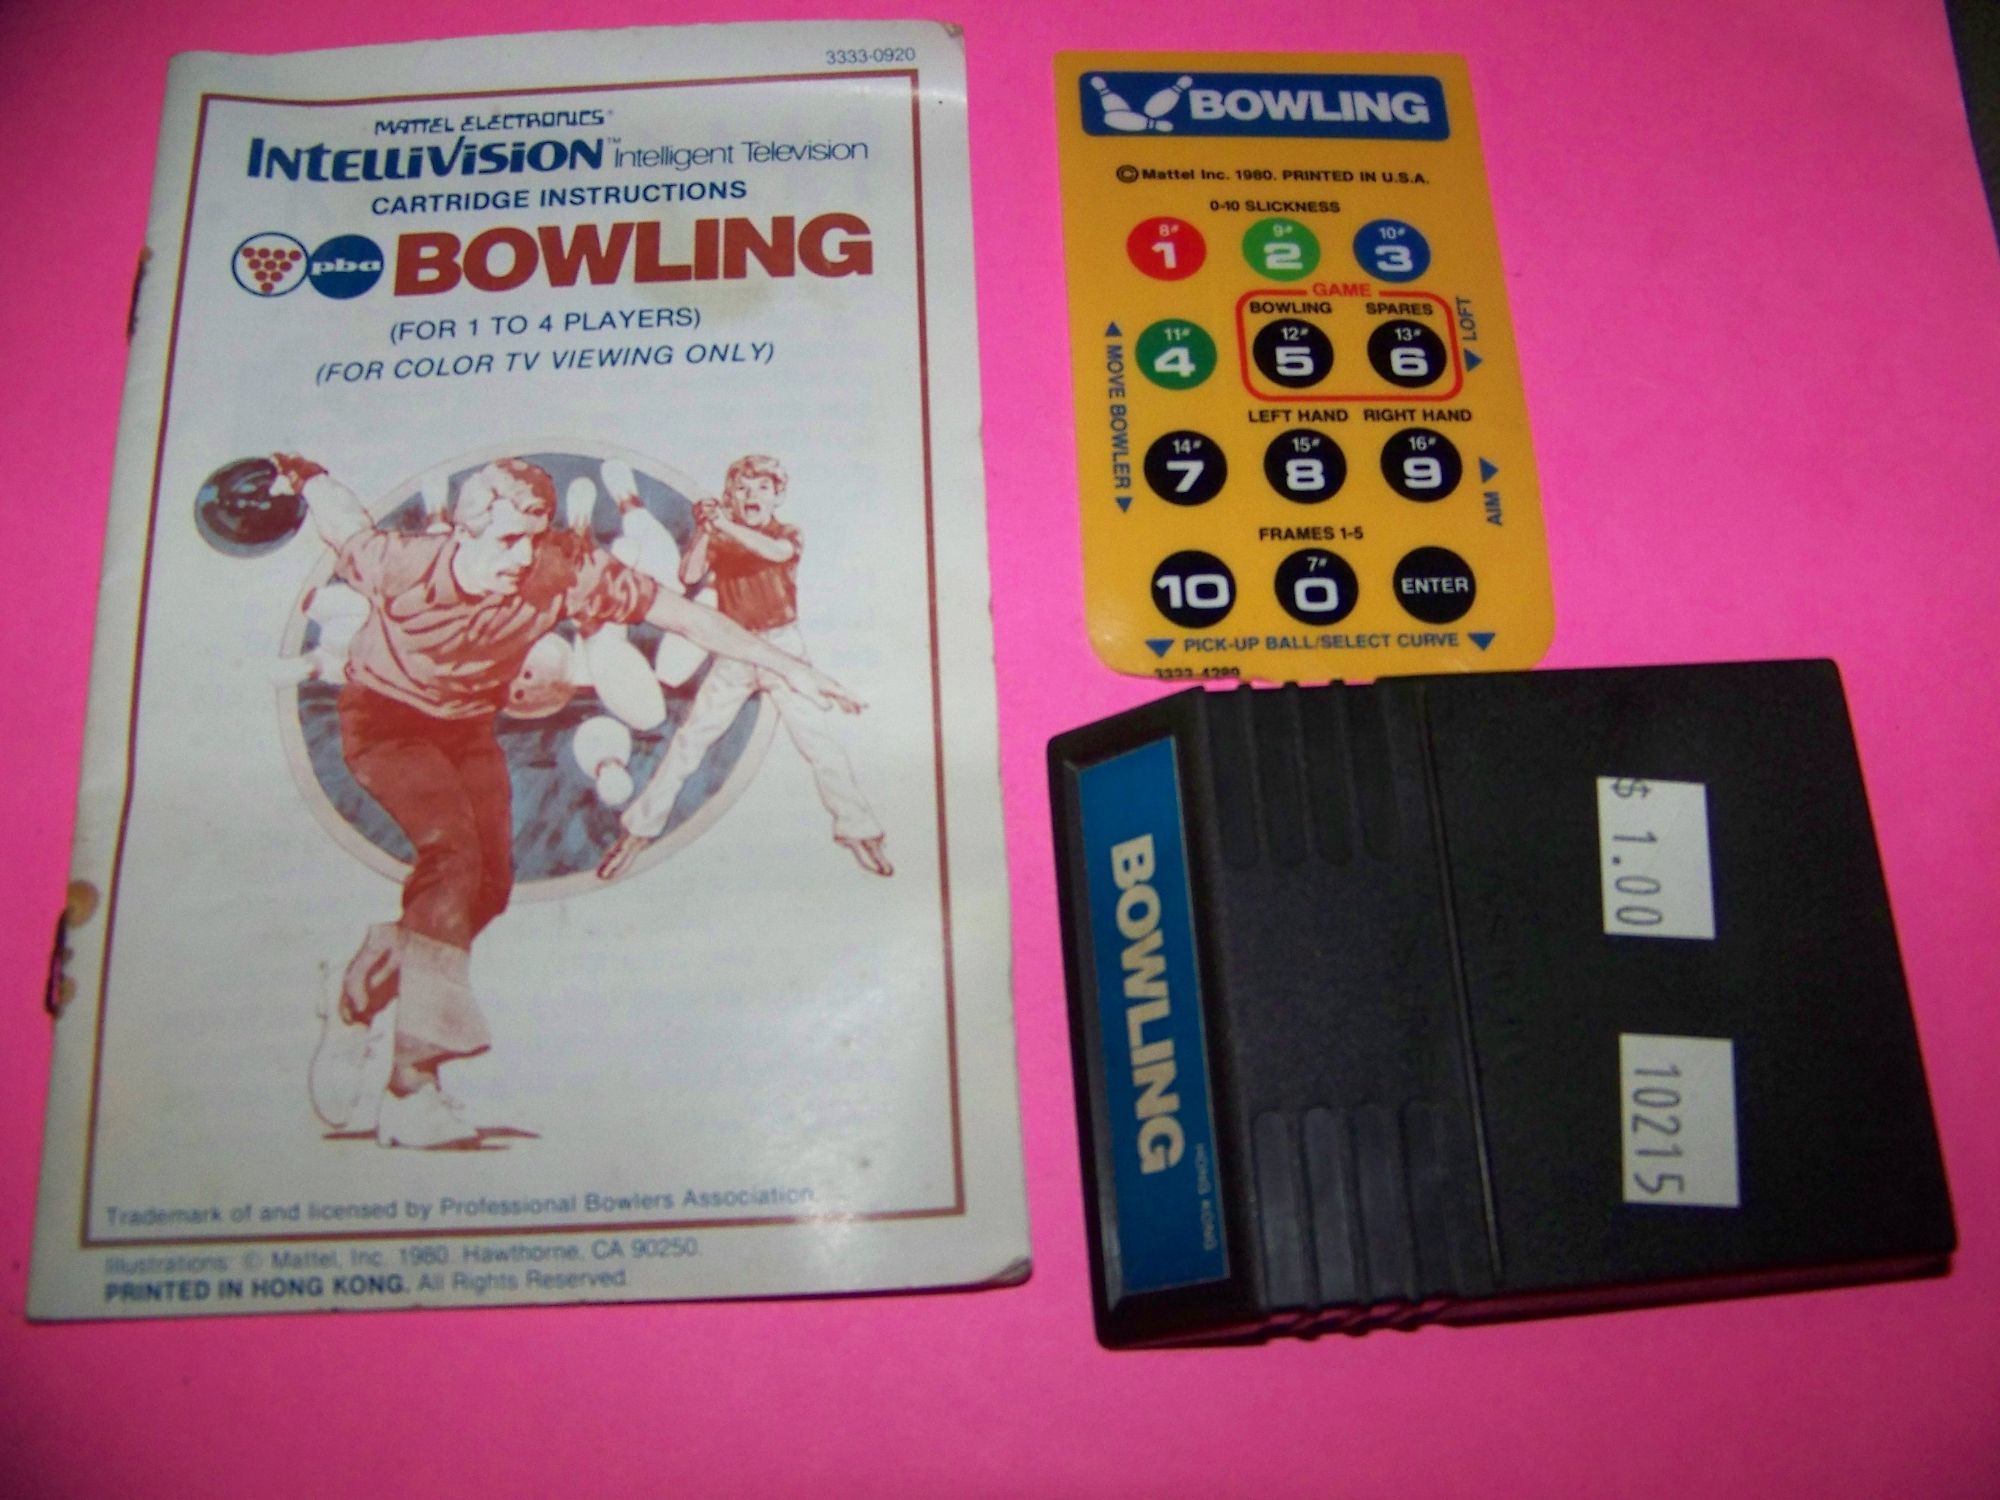 3333-0920
MATTEL ELECTRONICS®
INTELLIVISION™ Intelligent Television
CARTRIDGE INSTRUCTIONS
pba BOWLING
(FOR 1 TO 4 PLAYERS)
(FOR COLOR TV VIEWING ONLY)
Trademark of and licensed by Professional Bowlers Association.
Illustrations: © Mattel, Inc. 1980. Hawthorne, CA 90250.
PRINTED IN HONG KONG. All Rights Reserved.
BOWLING
© Mattel Inc. 1980. PRINTED IN U.S.A.
0-10 SLICKNESS
8# 9# 10#
1 2 3
GAME
BOWLING SPARES
11# 12# 13#
4 5 6
LOFT
MOVE BOWLER
LEFT HAND RIGHT HAND
14# 15# 16#
7 8 9
AIM
FRAMES 1-5
7#
10 0 ENTER
PICK-UP BALL/SELECT CURVE
3333-4289
BOWLING
HONG KONG
$ 1.00
10215